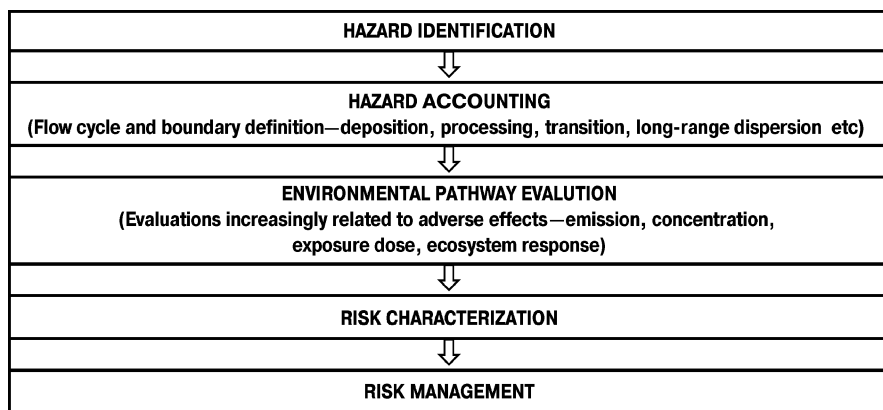 HAZARD IDENTIFICATION
HAZARD ACCOUNTING
(Flow cycle and boundary definition—deposition, processing, transition, long-range dispersion etc)
ENVIRONMENTAL PATHWAY EVALUTION
(Evaluations increasingly related to adverse effects—emission, concentration,
exposure dose, ecosystem response)
RISK CHARACTERIZATION
RISK MANAGEMENT